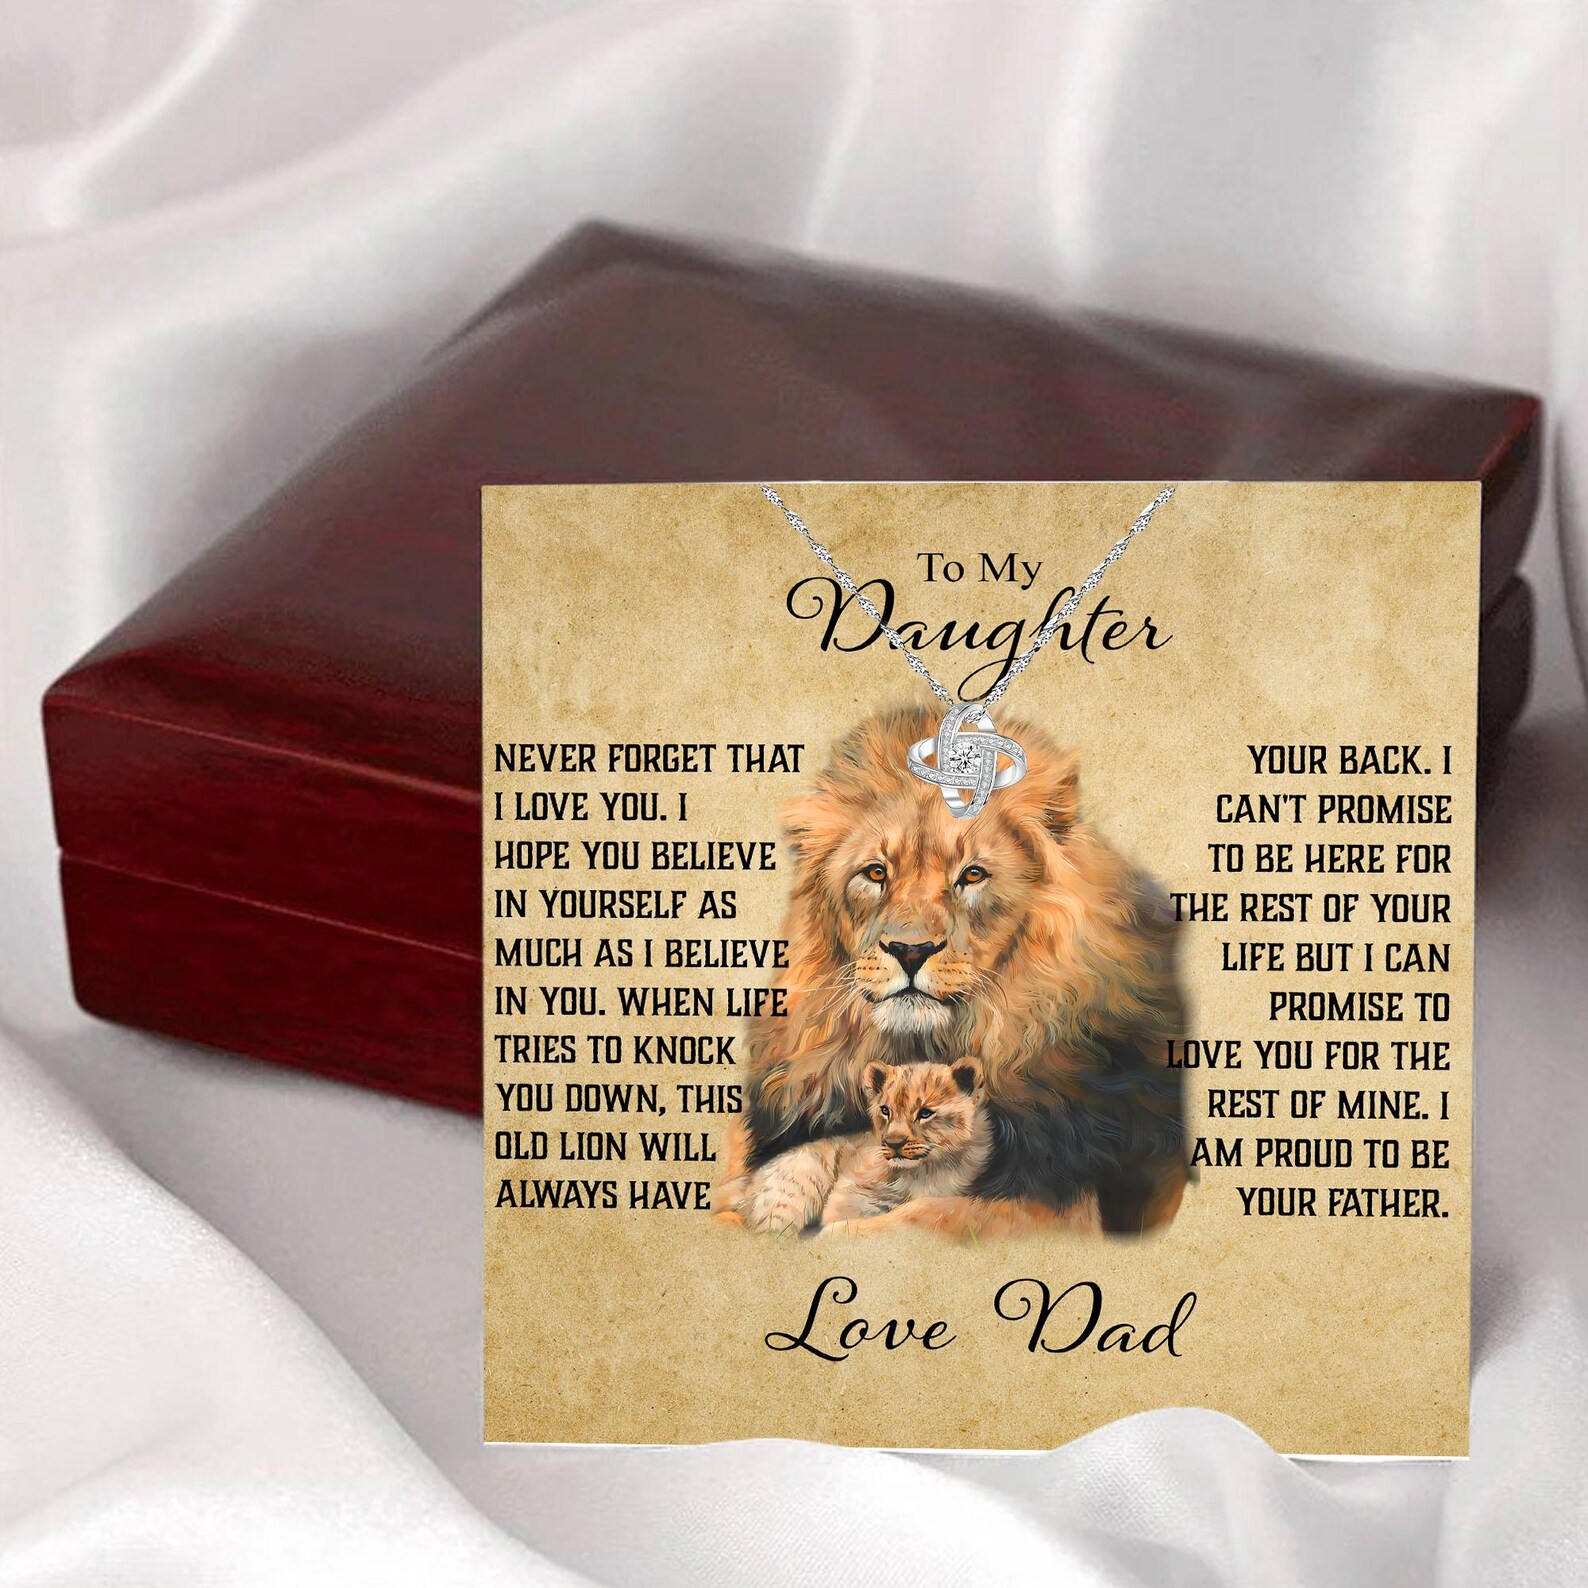 To My
Daughter
NEVER FORGET THAT
I LOVE YOU. I
HOPE YOU BELIEVE
IN YOURSELF AS
MUCH AS I BELIEVE
IN YOU. WHEN LIFE
TRIES TO KNOCK
YOU DOWN, THIS
OLD LION WILL
ALWAYS HAVE
YOUR BACK. I
CAN'T PROMISE
TO BE HERE FOR
THE REST OF YOUR
LIFE BUT I CAN
PROMISE TO
LOVE YOU FOR THE
REST OF MINE. I
AM PROUD TO BE
YOUR FATHER.
Love Dad